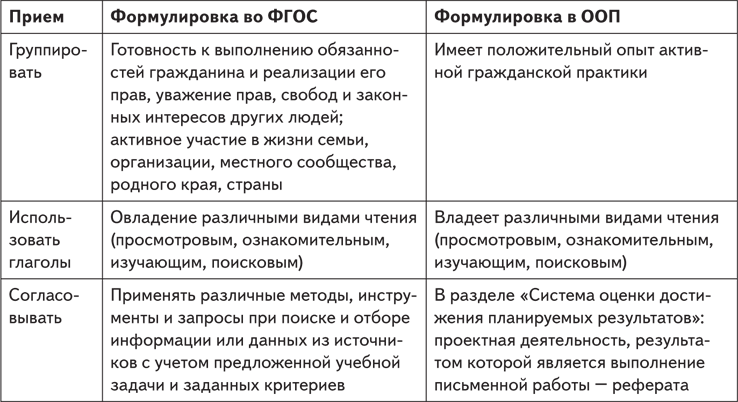 Прием Формулировка во ФГОС Формулировка в ООП
Группиро-
вать
Готовность к выполнению обязанно-
стей гражданина и реализации его
прав, уважение прав, свобод и закон-
ных интересов других людей;
активное участие в жизни семьи,
организации, местного сообщества,
родного края, страны
Имеет положительный опыт актив-
ной гражданской практики
Исполь-
зовать
глаголы
Овладение различными видами чтения
(просмотровым, ознакомительным,
изучающим, поисковым)
Владеет различными видами чтения
(просмотровым, ознакомительным,
изучающим, поисковым)
Согласо-
вывать
Применять различные методы, инстру-
менты и запросы при поиске и отборе
информации или данных из источни-
ков с учетом предложенной учебной
задачи и заданных критериев
В разделе «Система оценки дости-
жения планируемых результатов»:
проектная деятельность, результа-
том которой является выполнение
письменной работы — реферата